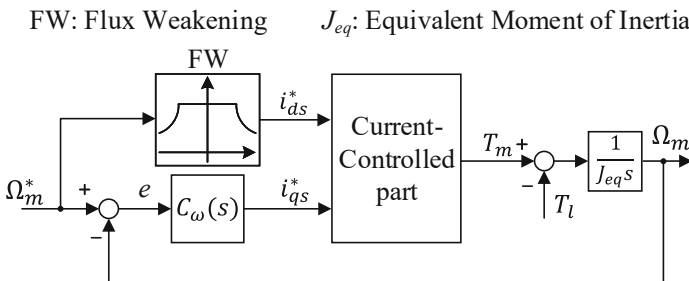 FW: Flux Weakening
J_eq: Equivalent Moment of Inertia
FW
i*_ds
Current-
Controlled
part
T_m +
Ω_m
1
J_eq s
− T_l
Ω*_m
+
e
C_ω(s)
i*_qs
−